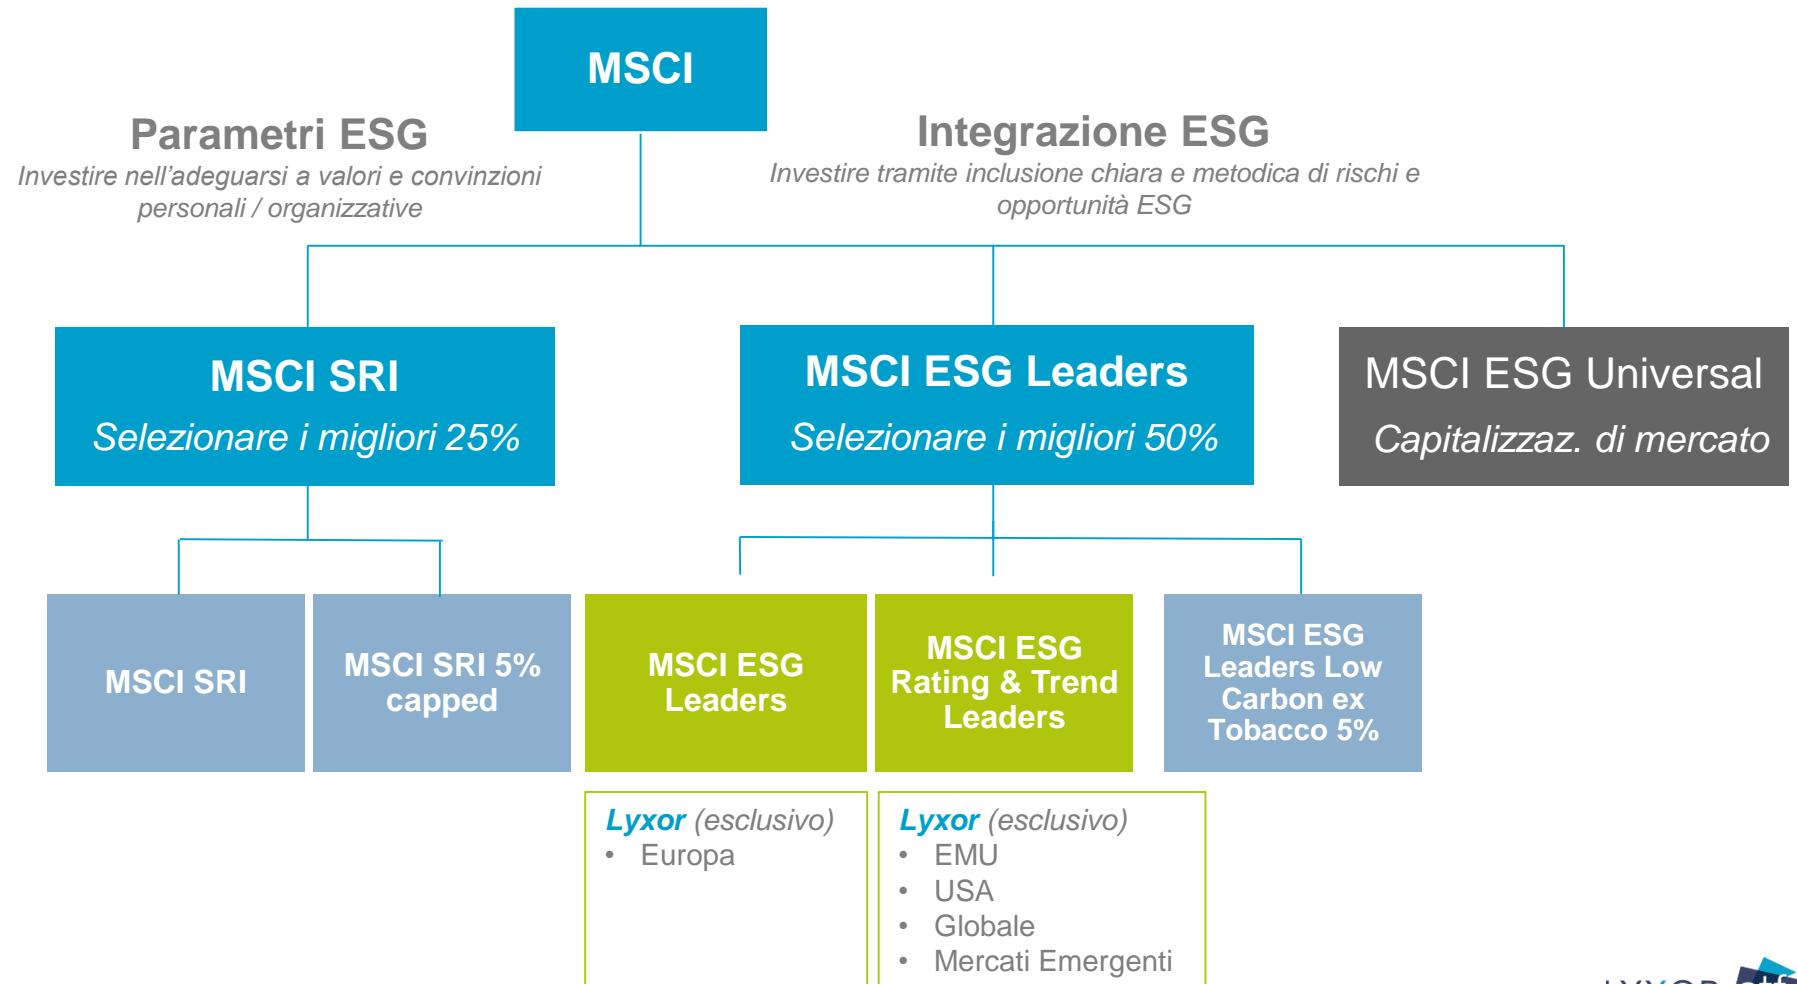 MSCI
Parametri ESG
Investire nell’adeguarsi a valori e convinzioni
personali / organizzative
Integrazione ESG
Investire tramite inclusione chiara e metodica di rischi e
opportunità ESG
MSCI SRI
Selezionare i migliori 25%
MSCI ESG Leaders
Selezionare i migliori 50%
MSCI ESG Universal
Capitalizzaz. di mercato
MSCI SRI
MSCI SRI 5%
capped
MSCI ESG
Leaders
MSCI ESG
Rating & Trend
Leaders
MSCI ESG
Leaders Low
Carbon ex
Tobacco 5%
Lyxor (esclusivo)
• Europa
Lyxor (esclusivo)
• EMU
• USA
• Globale
• Mercati Emergenti